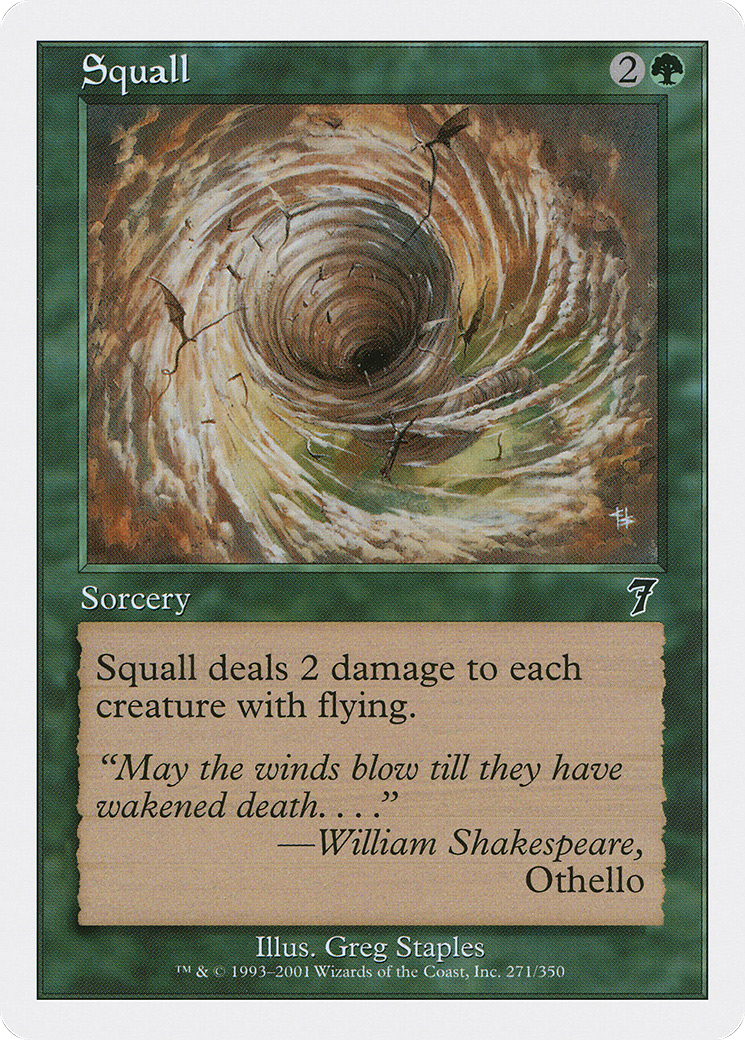 Squall
2
Sorcery
7
Squall deals 2 damage to each
creature with flying.
“May the winds blow till they have
wakened death. . . .”
—William Shakespeare,
Othello
Illus. Greg Staples
™ & © 1993–2001 Wizards of the Coast, Inc. 271/350